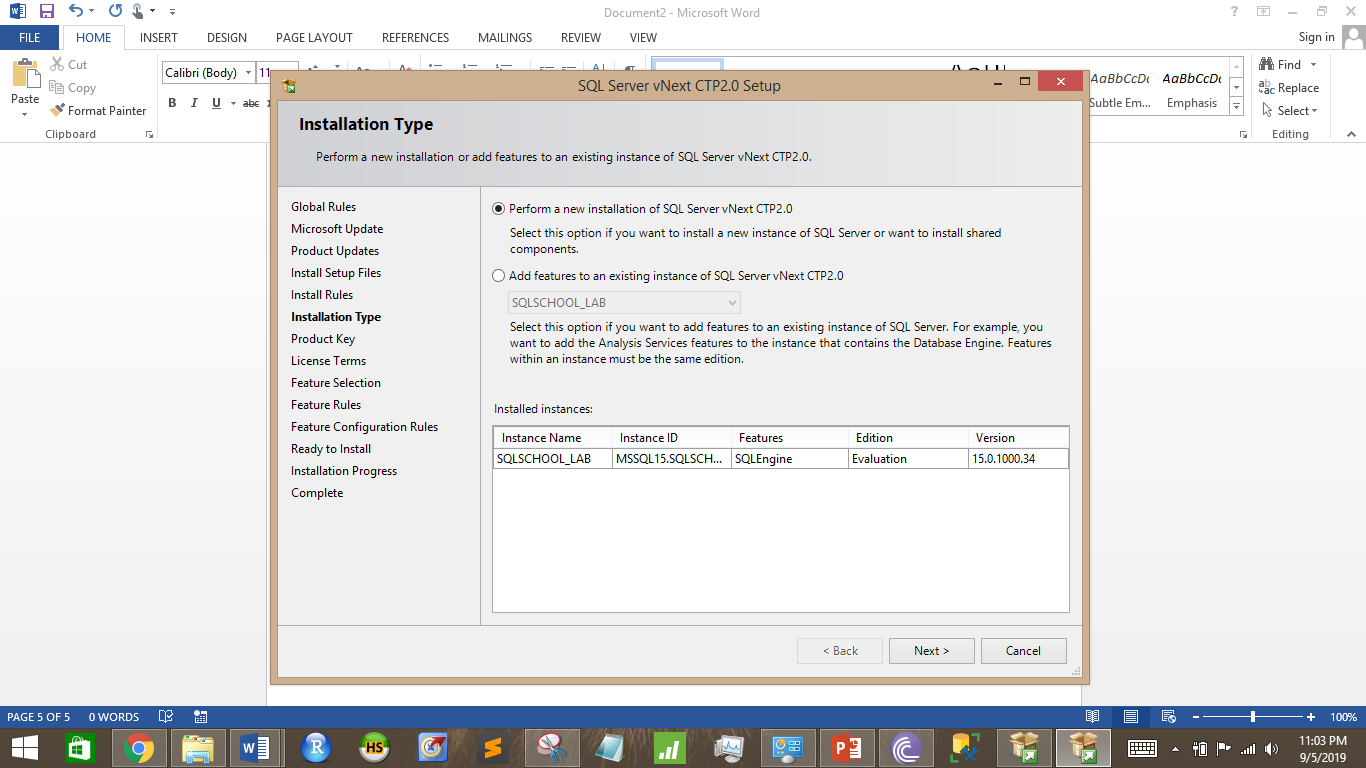 Document2 - Microsoft Word
FILE HOME INSERT DESIGN PAGE LAYOUT REFERENCES MAILINGS REVIEW VIEW Sign in
Paste
Cut
Copy
Format Painter
Clipboard
Calibri (Body) 11
B I U abc
AaBbCcDc AaBbCcDc
Subtle Em... Emphasis
Find
Replace
Select
Editing
SQL Server vNext CTP2.0 Setup
Installation Type
Perform a new installation or add features to an existing instance of SQL Server vNext CTP2.0.
Global Rules
Microsoft Update
Product Updates
Install Setup Files
Install Rules
Installation Type
Product Key
License Terms
Feature Selection
Feature Rules
Feature Configuration Rules
Ready to Install
Installation Progress
Complete
Perform a new installation of SQL Server vNext CTP2.0
Select this option if you want to install a new instance of SQL Server or want to install shared
components.
Add features to an existing instance of SQL Server vNext CTP2.0
SQLSCHOOL_LAB
Select this option if you want to add features to an existing instance of SQL Server. For example, you
want to add the Analysis Services features to the instance that contains the Database Engine. Features
within an instance must be the same edition.
Installed instances:
Instance Name Instance ID Features Edition Version
SQLSCHOOL_LAB MSSQL15.SQLSCH... SQLEngine Evaluation 15.0.1000.34
< Back Next > Cancel
PAGE 5 OF 5 0 WORDS 100%
R HS S
11:03 PM
9/5/2019